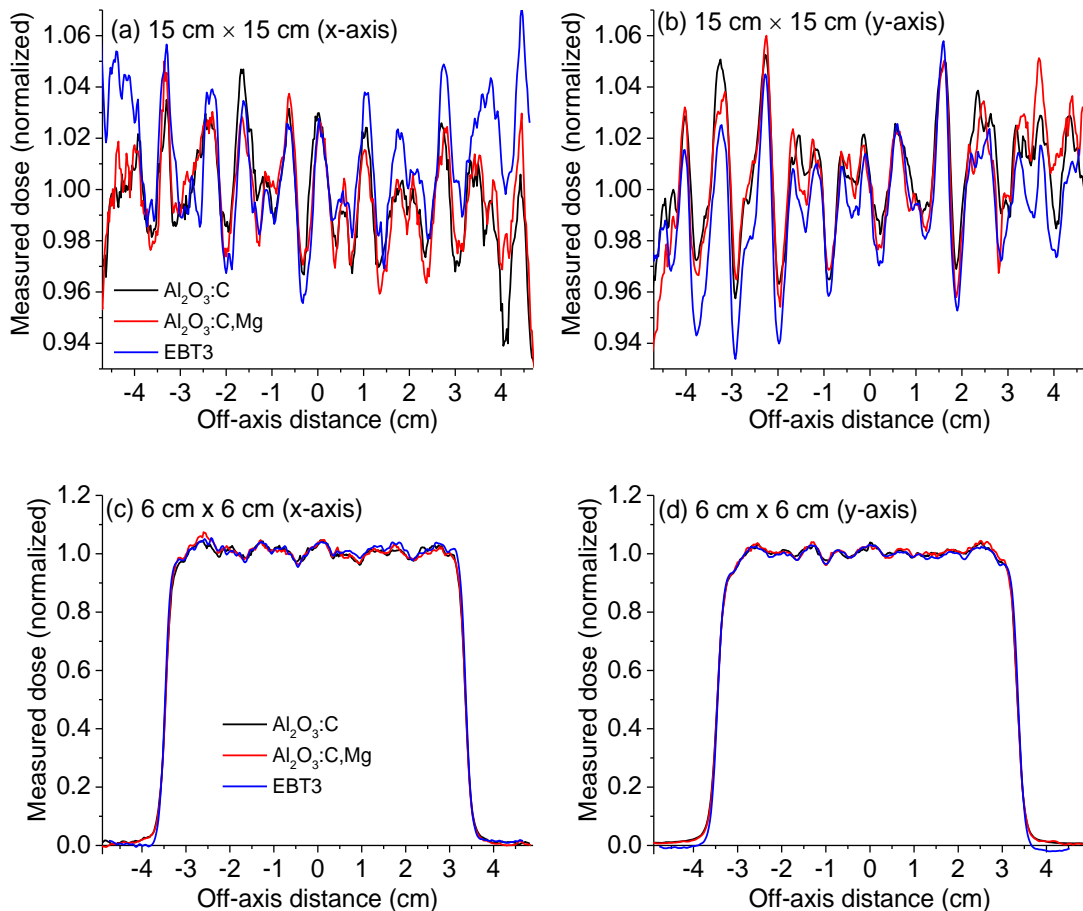 (a) 15 cm × 15 cm (x-axis)
Measured dose (normalized)
1.06
1.04
1.02
1.00
0.98
0.96
0.94
Al₂O₃:C
Al₂O₃:C,Mg
EBT3
-4 -3 -2 -1 0 1 2 3 4
Off-axis distance (cm)
(b) 15 cm × 15 cm (y-axis)
Measured dose (normalized)
1.06
1.04
1.02
1.00
0.98
0.96
0.94
-4 -3 -2 -1 0 1 2 3 4
Off-axis distance (cm)
(c) 6 cm x 6 cm (x-axis)
Measured dose (normalized)
1.2
1.0
0.8
0.6
0.4
0.2
0.0
Al₂O₃:C
Al₂O₃:C,Mg
EBT3
-4 -3 -2 -1 0 1 2 3 4
Off-axis distance (cm)
(d) 6 cm x 6 cm (y-axis)
Measured dose (normalized)
1.2
1.0
0.8
0.6
0.4
0.2
0.0
-4 -3 -2 -1 0 1 2 3 4
Off-axis distance (cm)